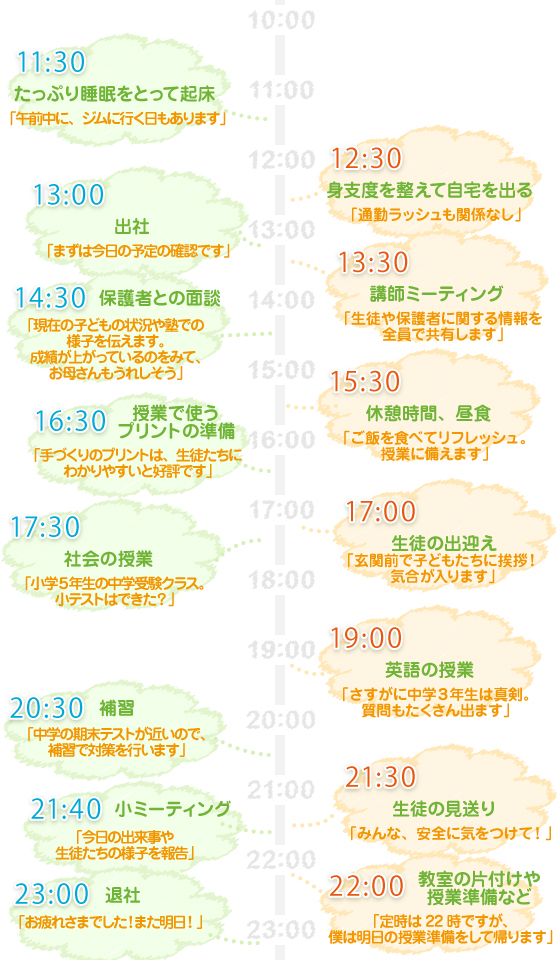 10:00
11:30
たっぷり睡眠をとって起床
「午前中に、ジムに行く日もあります」
11:00
12:00
12:30
身支度を整えて自宅を出る
「通勤ラッシュも関係なし」
13:00
出社
「まずは今日の予定の確認です」
13:00
13:30
講師ミーティング
「生徒や保護者に関する情報を
全員で共有します」
14:30 保護者との面談
「現在の子どもの状況や塾での
様子を伝えます。
成績が上がっているのをみて、
お母さんもうれしそう」
14:00
15:00
15:30
休憩時間、昼食
「ご飯を食べてリフレッシュ。
授業に備えます」
16:30 授業で使う
プリントの準備
「手づくりのプリントは、生徒たちに
わかりやすいと好評です」
16:00
17:00
17:00
生徒の出迎え
「玄関前で子どもたちに挨拶！
気合が入ります」
17:30
社会の授業
「小学５年生の中学受験クラス。
小テストはできた？」
18:00
19:00
19:00
英語の授業
「さすがに中学３年生は真剣。
質問もたくさん出ます」
20:30 補習
「中学の期末テストが近いので、
補習で対策を行います」
20:00
21:00
21:30
生徒の見送り
「みんな、安全に気をつけて！」
21:40 小ミーティング
「今日の出来事や
生徒たちの様子を報告」
22:00
22:00 教室の片付けや
授業準備など
「定時は 22 時ですが、
僕は明日の授業準備をして帰ります」
23:00 退社
「お疲れさまでした！また明日！」
23:00